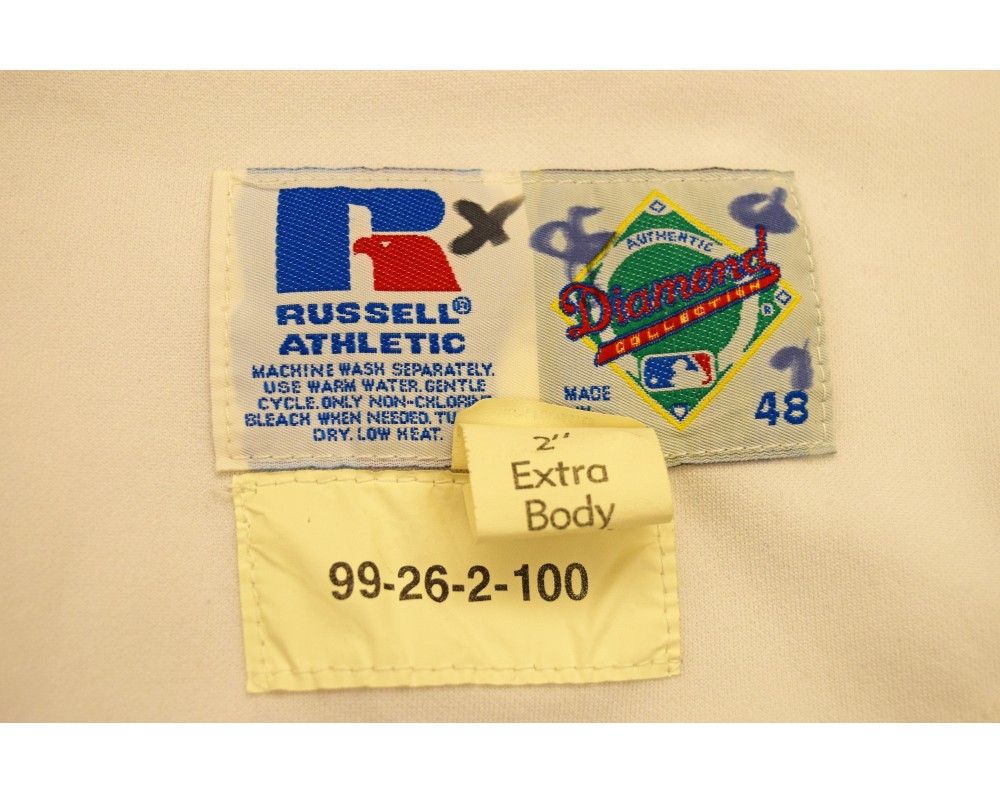 X
RUSSELL®
ATHLETIC
MACHINE WASH SEPARATELY.
USE WARM WATER. GENTLE
CYCLE. ONLY NON-CHLORINE
BLEACH WHEN NEEDED.
DRY. LOW HEAT.
AUTHENTIC
Diamond
COLLECTION
®
MADE
48
2"
Extra
Body
99-26-2-100